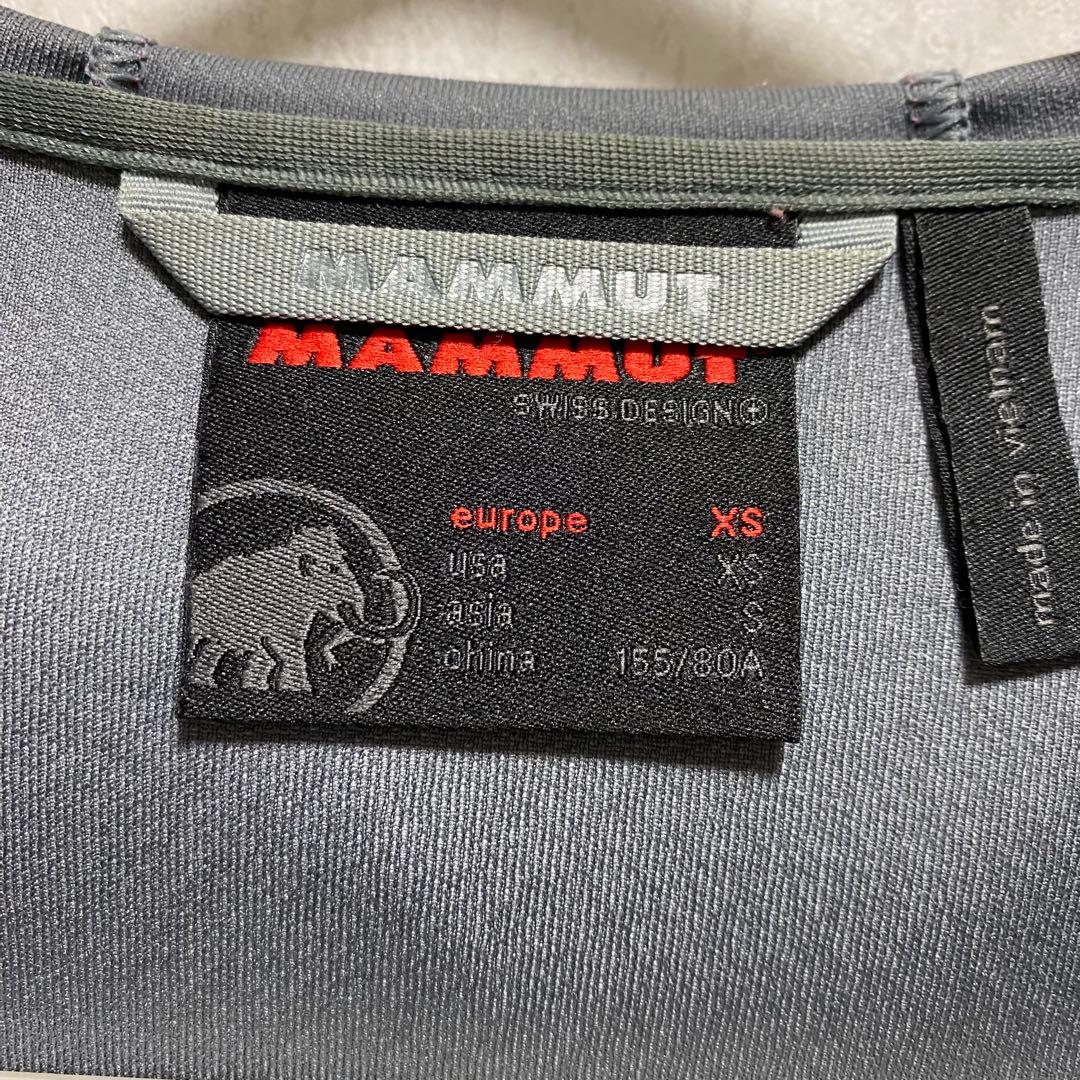 MAMMUT
MAMMUT
SWISS DESIGN
europe XS
usa XS
asia S
china 155/80A
made in vietnam